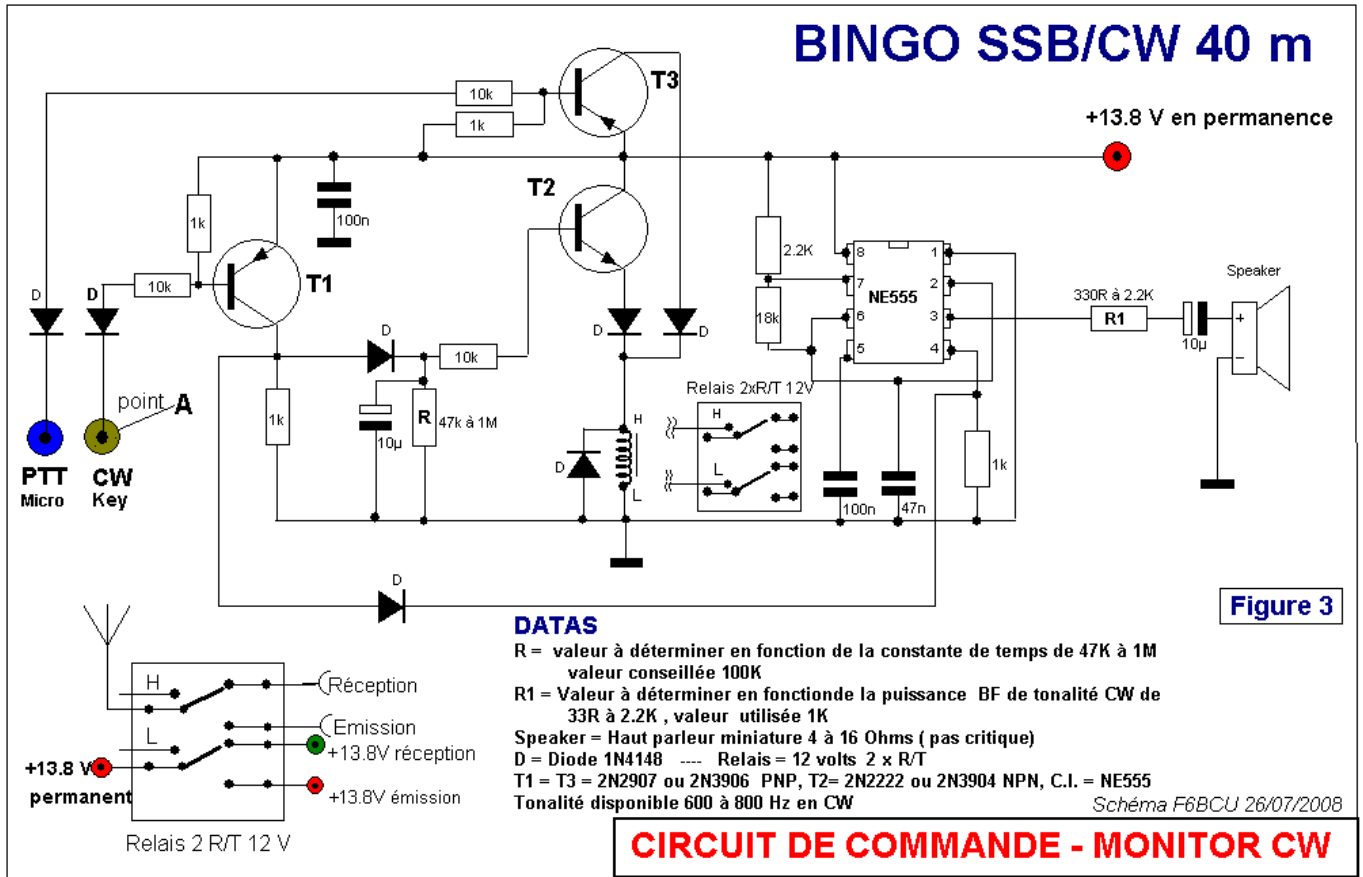 BINGO SSB/CW 40 m
T3
10k
1k
+13.8 V en permanence
T2
1k
100n
2.2K
8
1
Speaker
7
2
10k
T1
NE555
330R à 2.2K
D
D
18k
6
3
R1
+
D
D
D
5
4
10µ
−
10k
Relais 2xR/T 12V
point A
1k
R
47k à 1M
H
H
10µ
D
L
1k
PTT
CW
L
Micro
Key
100n
47n
D
Figure 3
DATAS
R = valeur à déterminer en fonction de la constante de temps de 47K à 1M
valeur conseillée 100K
R1 = Valeur à déterminer en fonctionde la puissance BF de tonalité CW de
33R à 2.2K , valeur utilisée 1K
Speaker = Haut parleur miniature 4 à 16 Ohms ( pas critique)
D = Diode 1N4148 ---- Relais = 12 volts 2 x R/T
T1 = T3 = 2N2907 ou 2N3906 PNP, T2= 2N2222 ou 2N3904 NPN, C.I. = NE555
Tonalité disponible 600 à 800 Hz en CW
Schéma F6BCU 26/07/2008
H
Réception
Emission
L
+13.8V réception
+13.8 V
permanent
+13.8V émission
Relais 2 R/T 12 V
CIRCUIT DE COMMANDE - MONITOR CW